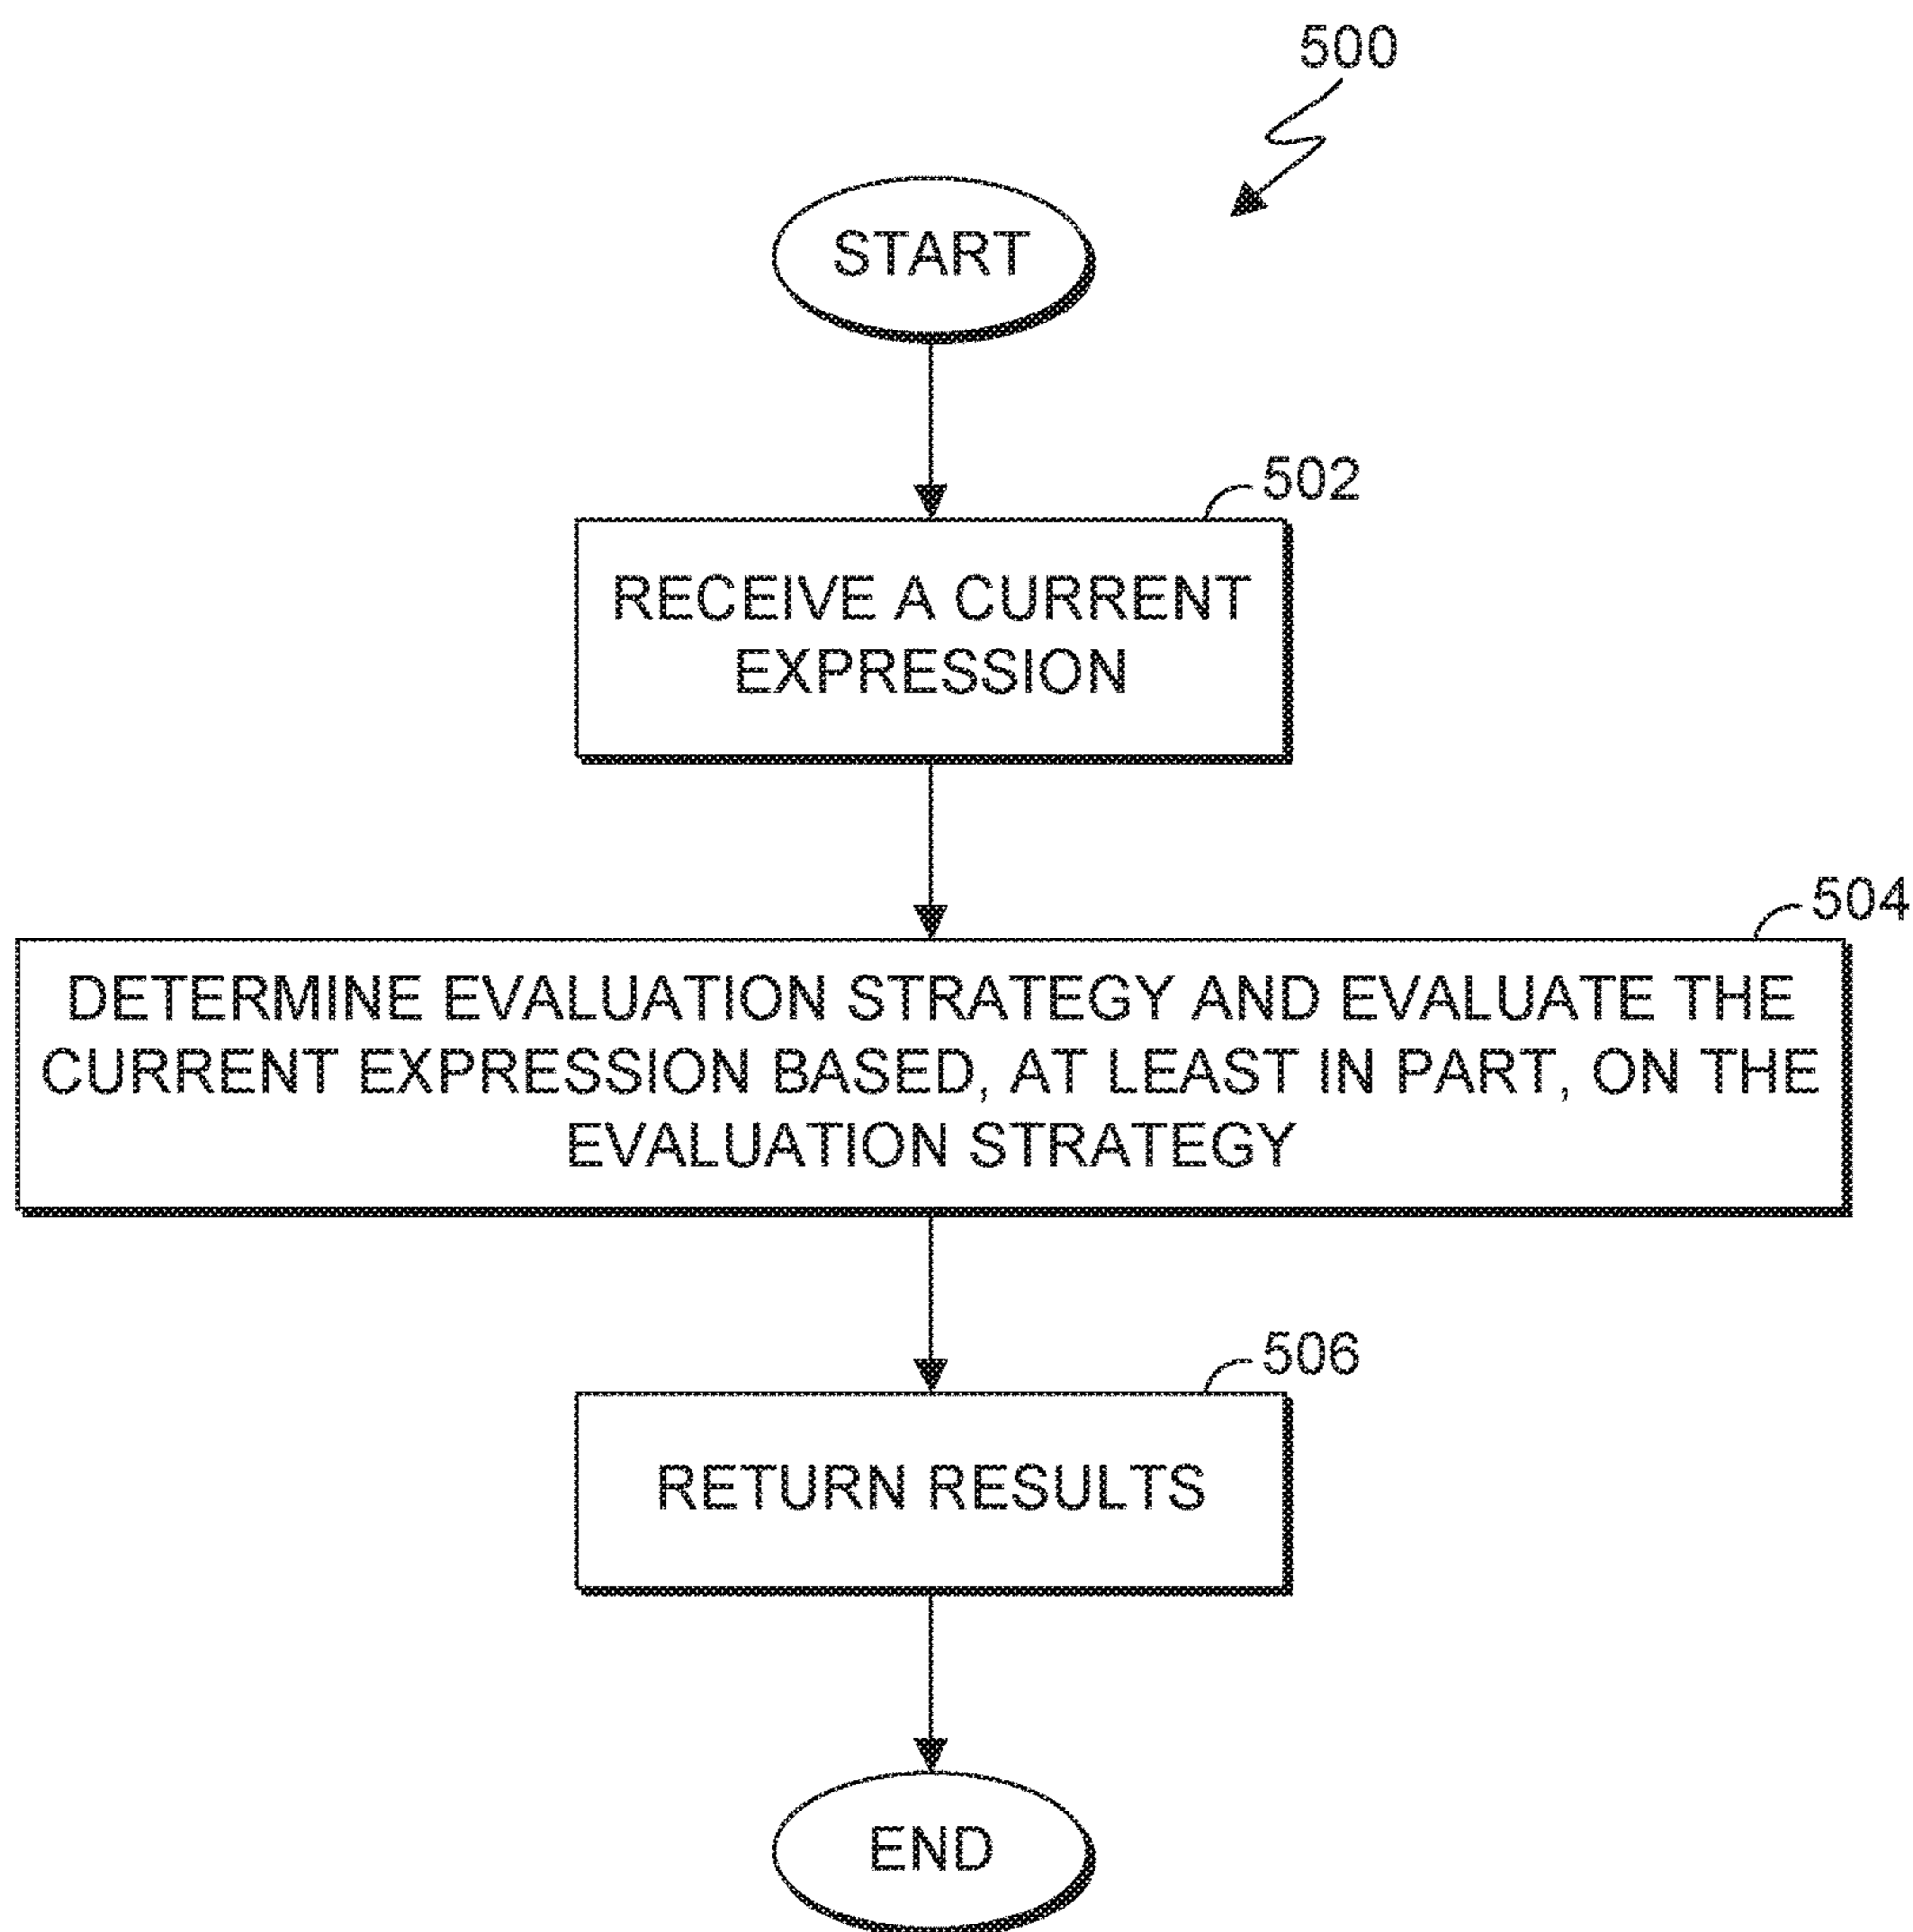 500
START
502
RECEIVE A CURRENT
EXPRESSION
504
DETERMINE EVALUATION STRATEGY AND EVALUATE THE
CURRENT EXPRESSION BASED, AT LEAST IN PART, ON THE
EVALUATION STRATEGY
506
RETURN RESULTS
END